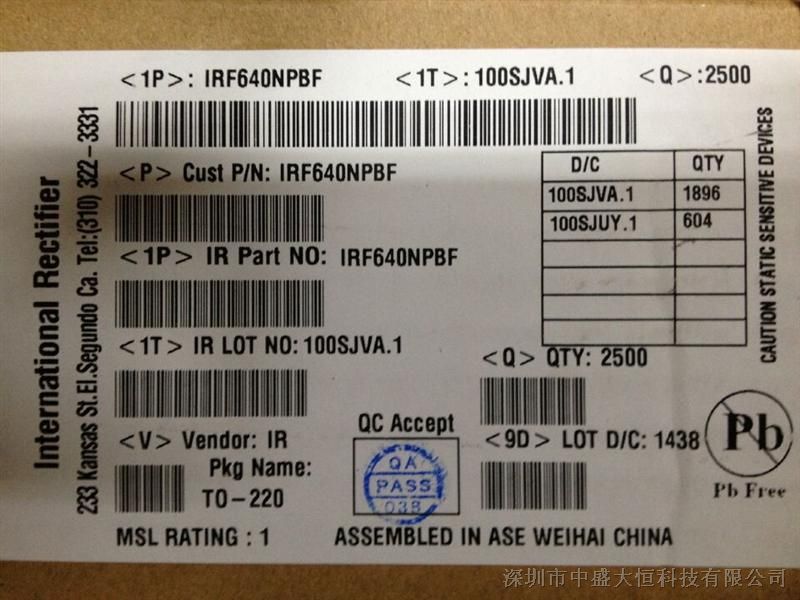 <1P>: IRF640NPBF <1T>: 100SJVA.1 <Q>:2500
International Rectifier
233 Kansas St.El.Segundo Ca. Tel:(310) 322-3331
<P> Cust P/N: IRF640NPBF
<1P> IR Part NO: IRF640NPBF
<1T> IR LOT NO: 100SJVA.1
<V> Vendor: IR
Pkg Name:
TO-220
MSL RATING : 1
D/C QTY
100SJVA.1 1896
100SJUY.1 604
CAUTION STATIC SENSITIVE DEVICES
<Q> QTY: 2500
QC Accept
QA
PASS
038
<9D> LOT D/C: 1438
Pb
Pb Free
ASSEMBLED IN ASE WEIHAI CHINA
深圳市中盛大恒科技有限公司